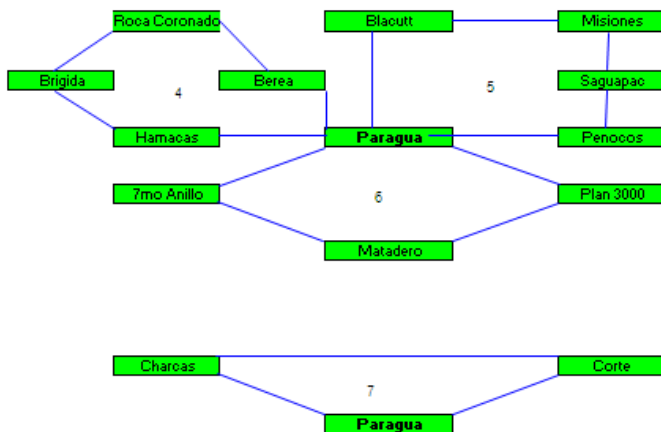 Roca Coronado
Blacutt
Misiones
Brigida
Berea
Saguapac
4
5
Hamacas
Paragua
Penocos
7mo Anillo
6
Plan 3000
Matadero
Charcas
Corte
7
Paragua